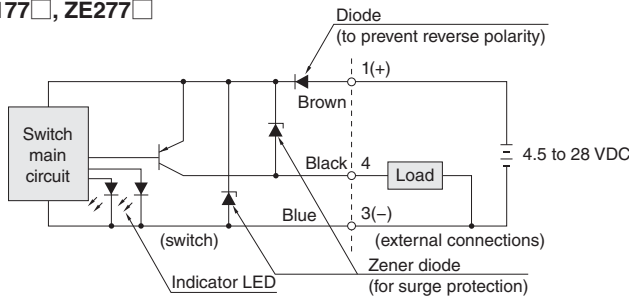 177□, ZE277□
Diode
(to prevent reverse polarity)
1(+)
Brown
Switch
main
circuit
4.5 to 28 VDC
Black
4
Load
Blue
3(−)
(switch)
(external connections)
Indicator LED
Zener diode
(for surge protection)